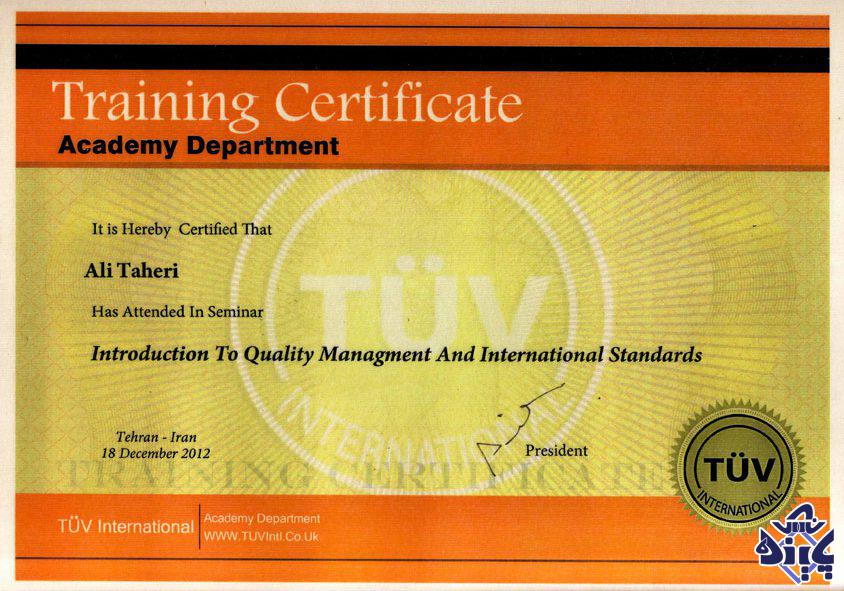 Training Certificate
Academy Department
It is Hereby Certified That
Ali Taheri
Has Attended In Seminar
Introduction To Quality Managment And International Standards
TÜV
INTERNATIONAL
Tehran - Iran
18 December 2012
President
TRAINING CERTIFICATE
TÜV
INTERNATIONAL
TÜV International
Academy Department
WWW.TUVIntl.Co.Uk